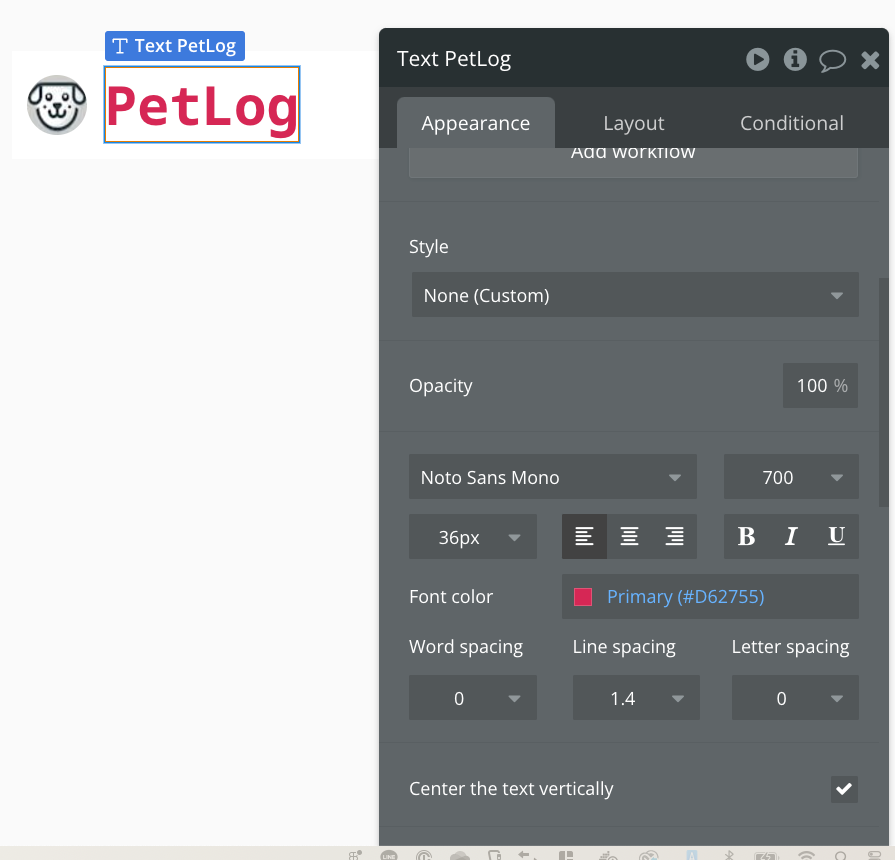 Text PetLog
PetLog
Text PetLog
Appearance
Layout
Conditional
Add workflow
Style
None (Custom)
Opacity
100 %
Noto Sans Mono
700
36px
B I U
Font color
Primary (#D62755)
Word spacing
Line spacing
Letter spacing
0
1.4
0
Center the text vertically